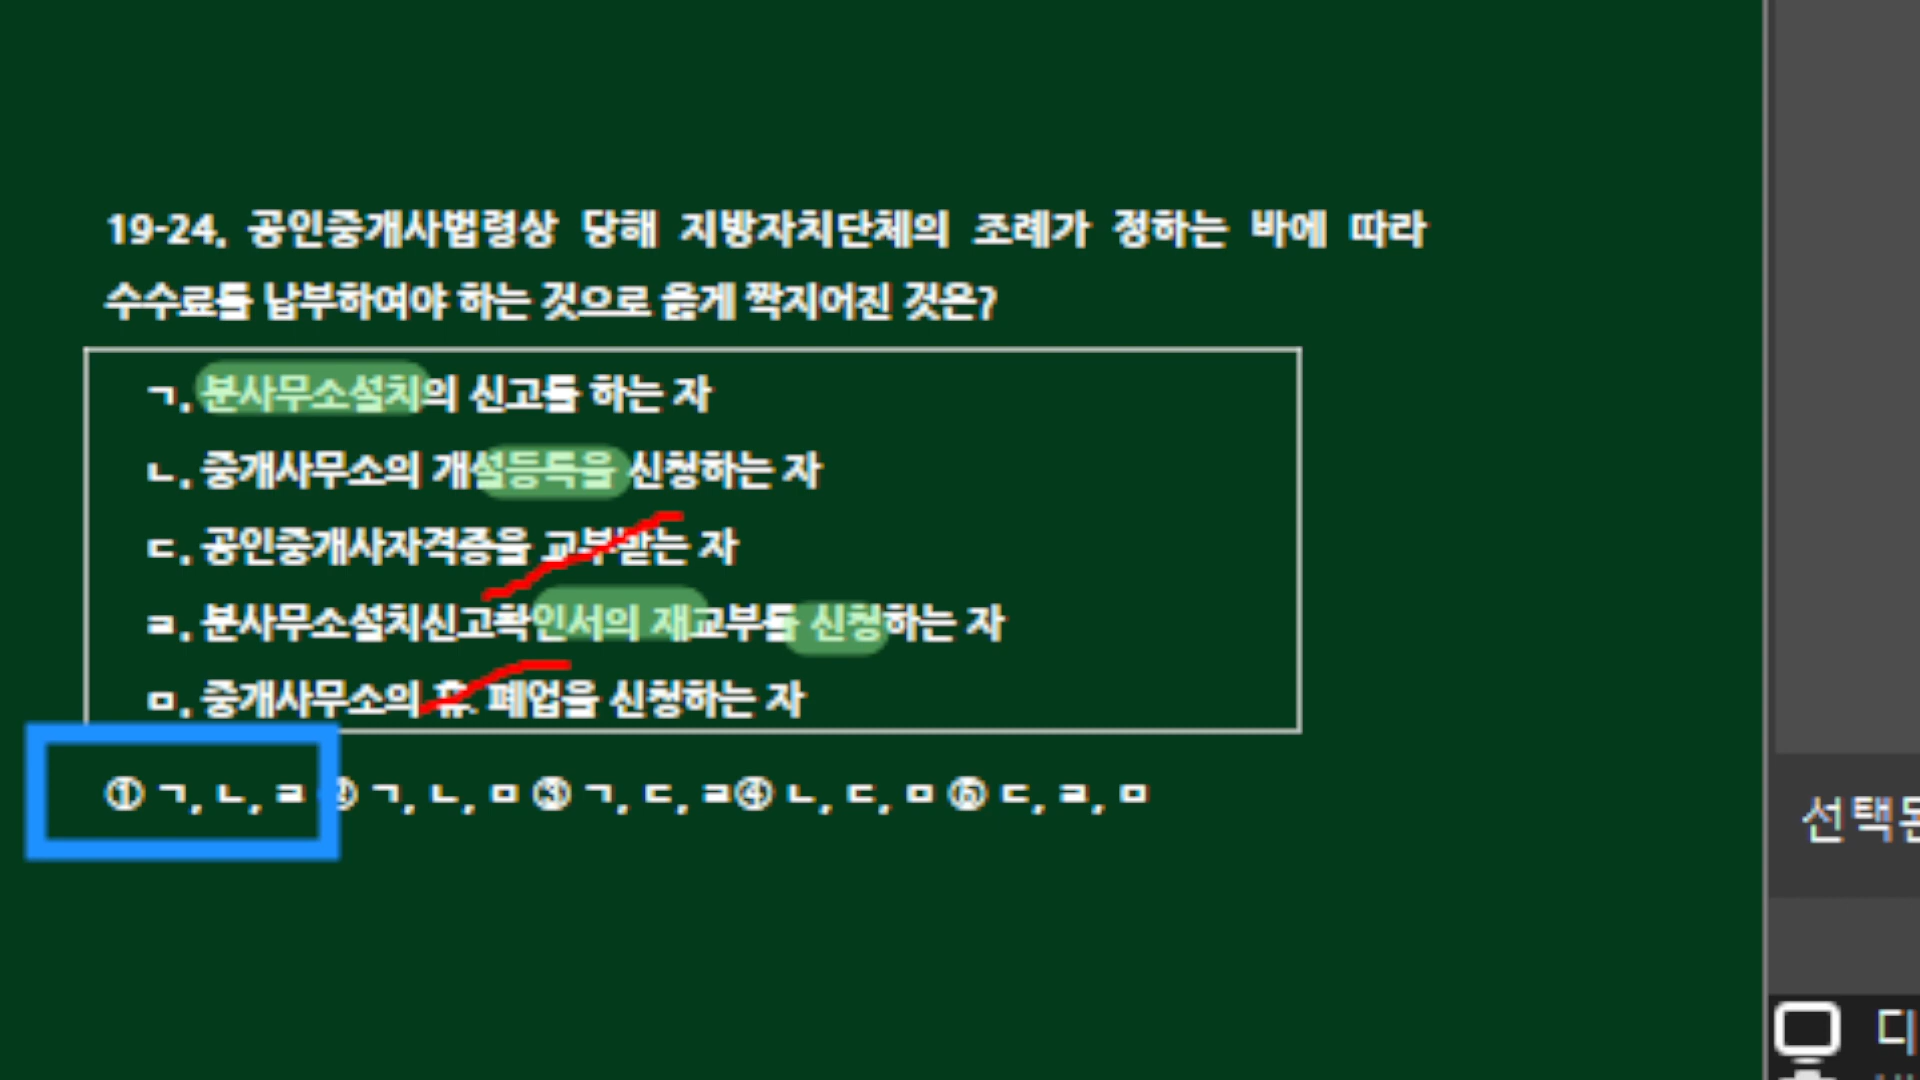 19-24. 공인중개사법령상 당해 지방자치단체의 조례가 정하는 바에 따라
수수료를 납부하여야 하는 것으로 옳게 짝지어진 것은?
ㄱ. 분사무소설치의 신고를 하는 자
ㄴ. 중개사무소의 개설등록을 신청하는 자
ㄷ. 공인중개사자격증을 교부받는 자
ㄹ. 분사무소설치신고확인서의 재교부를 신청하는 자
ㅁ. 중개사무소의 휴. 폐업을 신청하는 자
① ㄱ, ㄴ, ㄹ ② ㄱ, ㄴ, ㅁ ③ ㄱ, ㄷ, ㄹ ④ ㄴ, ㄷ, ㅁ ⑤ ㄷ, ㄹ, ㅁ
선택된
디